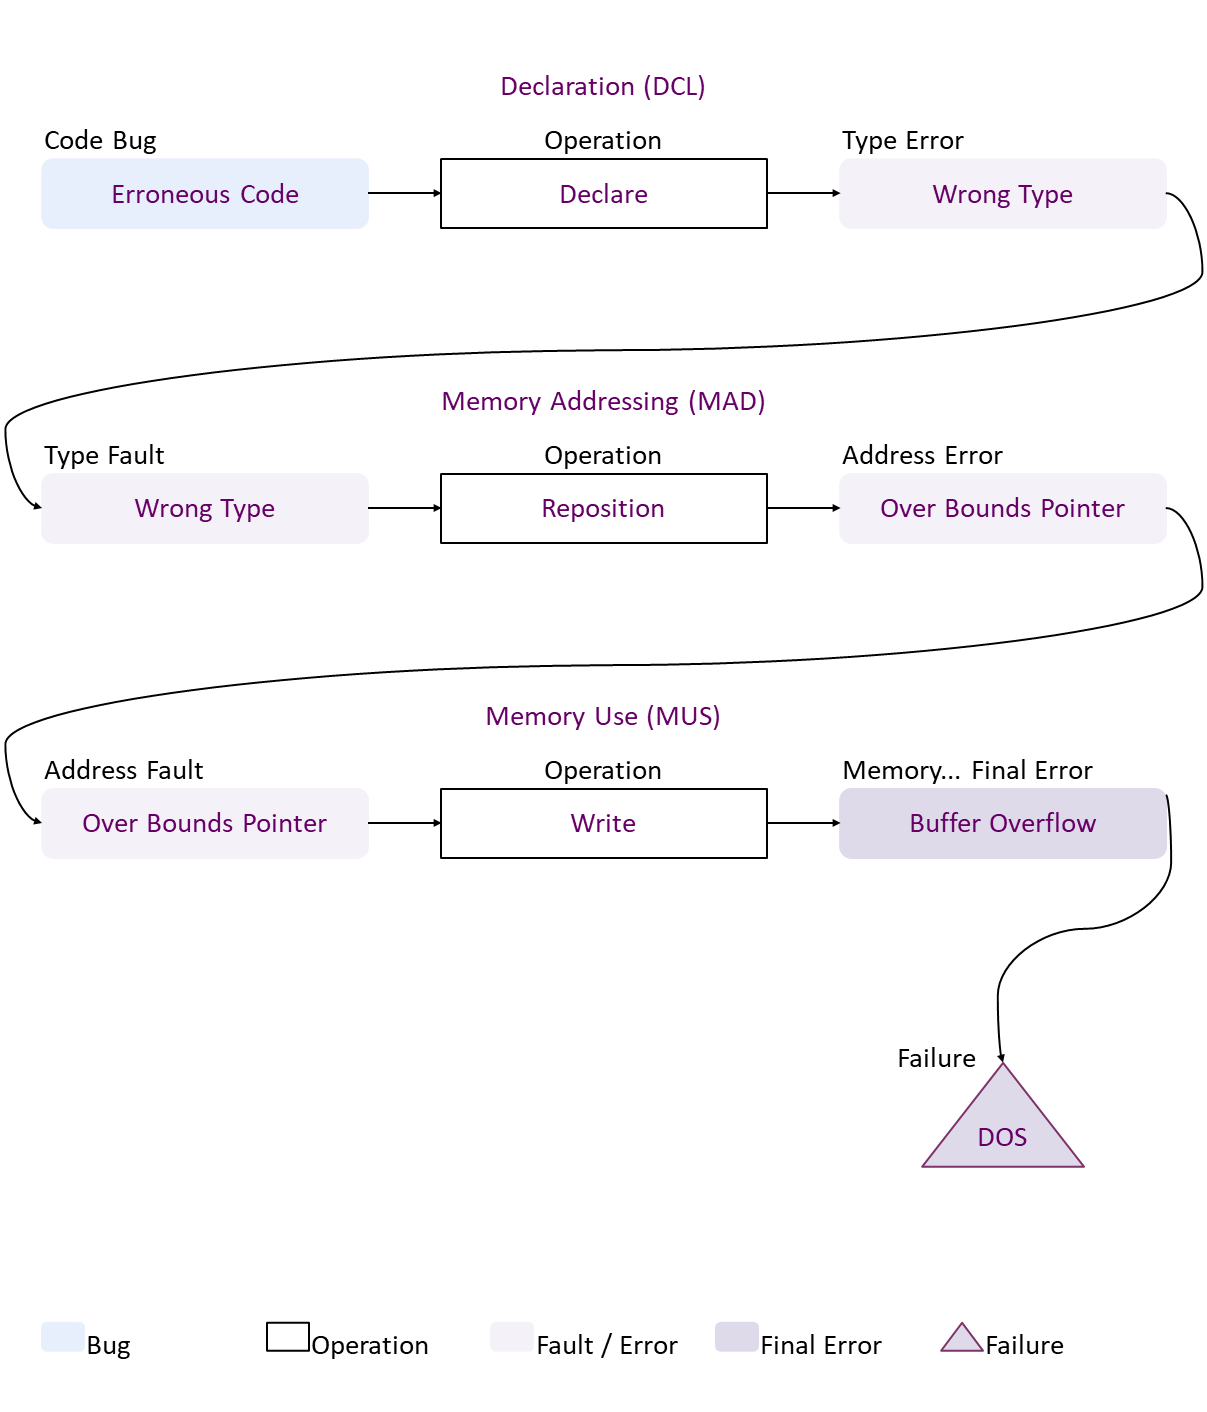 Declaration (DCL)
Code Bug
Operation
Type Error
Erroneous Code
Declare
Wrong Type
Memory Addressing (MAD)
Type Fault
Operation
Address Error
Wrong Type
Reposition
Over Bounds Pointer
Memory Use (MUS)
Address Fault
Operation
Memory... Final Error
Over Bounds Pointer
Write
Buffer Overflow
Failure
DOS
Bug
Operation
Fault / Error
Final Error
Failure